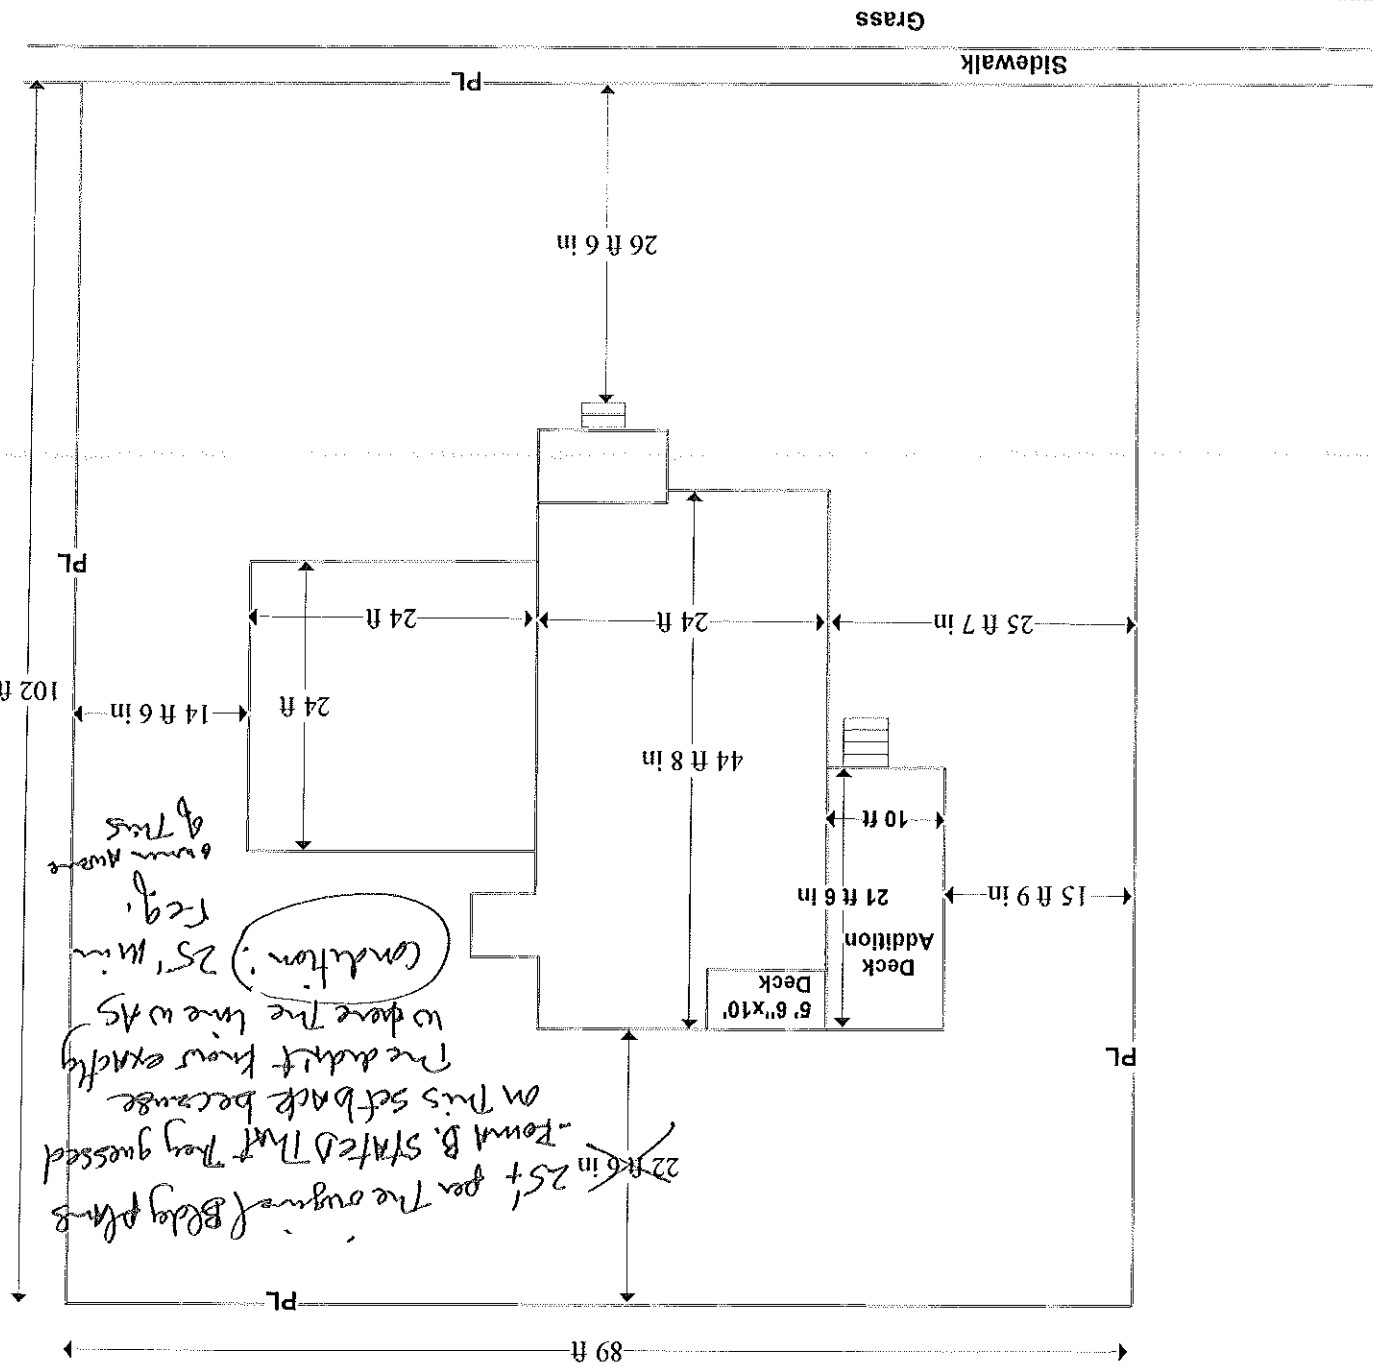 89 ft
PL
22 ft 6 in
25'+ per The original Bldg plans
B. STATED THAT They guessed
on This setback because
The didn't know exactly
where The line was
Condition: 25' Min
req.
owner aware
of This
PL
5' 6"x10'
Deck
Deck
Addition
21 ft 6 in
15 ft 9 in
10 ft
44 ft 8 in
24 ft
14 ft 6 in
102 ft
25 ft 7 in
24 ft
24 ft
PL
26 ft 6 in
PL
Sidewalk
Grass